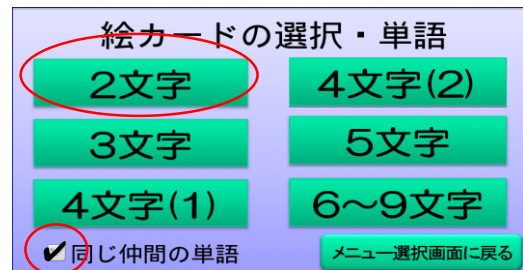 絵カードの選択・単語
2文字
4文字(2)
3文字
5文字
4文字(1)
6～9文字
同じ仲間の単語
メニュー選択画面に戻る